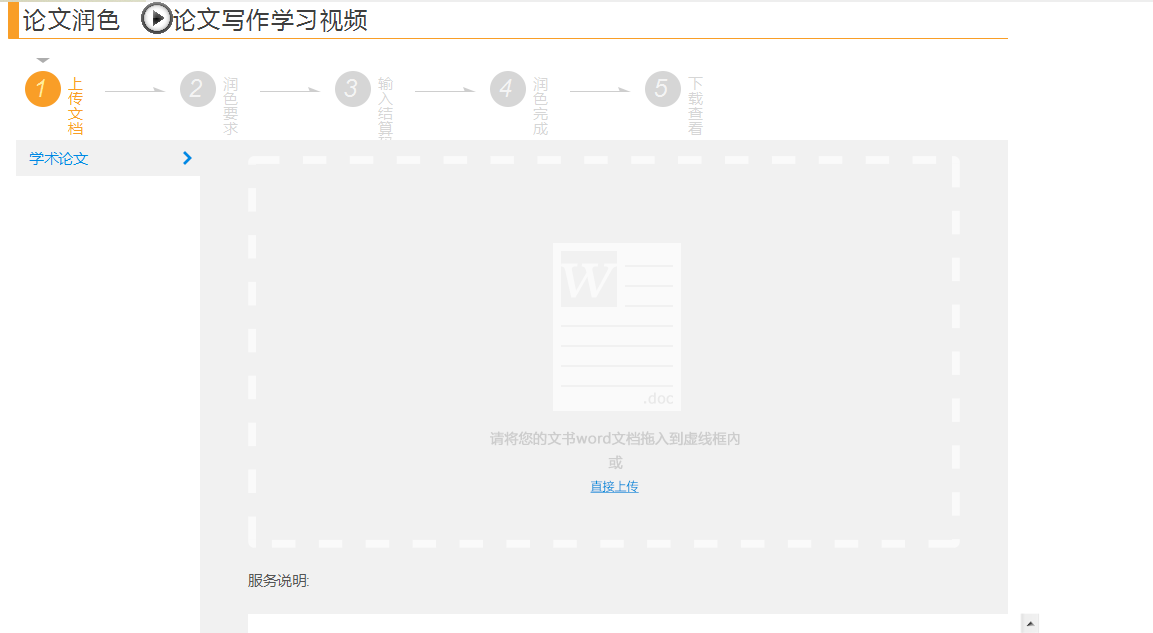 论文润色 论文写作学习视频
1 上传文档
2 润色要求
3 输入结算
4 润色完成
5 下载查看
学术论文
W
.doc
请将您的文书word文档拖入到虚线框内
或
直接上传
服务说明: